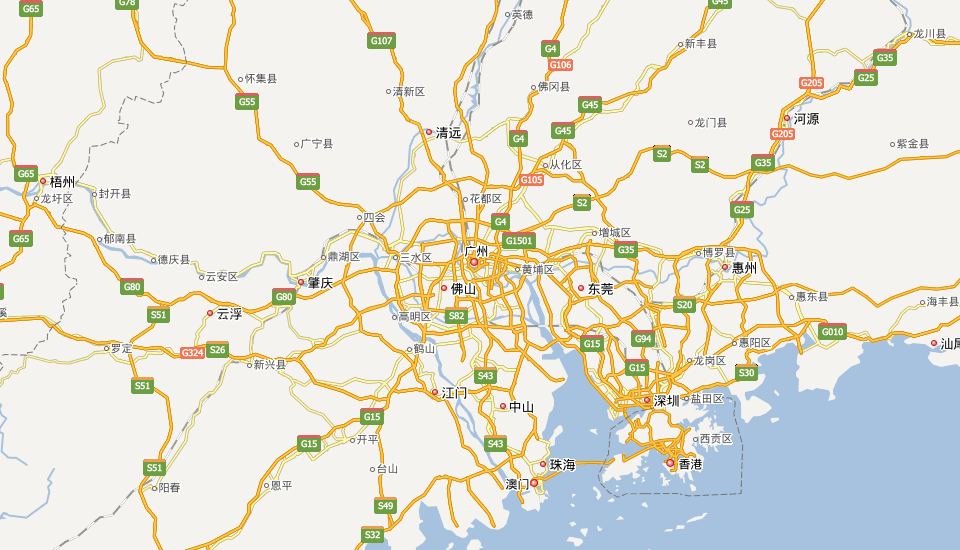 G65
G78
英德
G45
G107
G4
新丰县
龙川县
G106
G35
G25
怀集县
G205
佛冈县
清新区
G55
G45
河源
清远
G45
龙门县
G205
G4
广宁县
紫金县
S2
S2
G35
从化区
G65
梧州
G55
G105
封开县
龙圩区
花都区
S2
G25
四会
G4
增城区
G65
郁南县
G1501
G35
广州
博罗县
德庆县
鼎湖区
三水区
惠州
黄埔区
云安区
肇庆
G80
佛山
东莞
G80
惠东县
海丰县
S20
S51
云浮
高明区
S82
G010
罗定
G324
S26
鹤山
G15
G94
惠阳区
汕尾
新兴县
龙岗区
G15
S30
S43
S51
江门
深圳
盐田区
中山
G15
G15
开平
S43
西贡区
S51
台山
珠海
香港
阳春
恩平
澳门
S49
S32